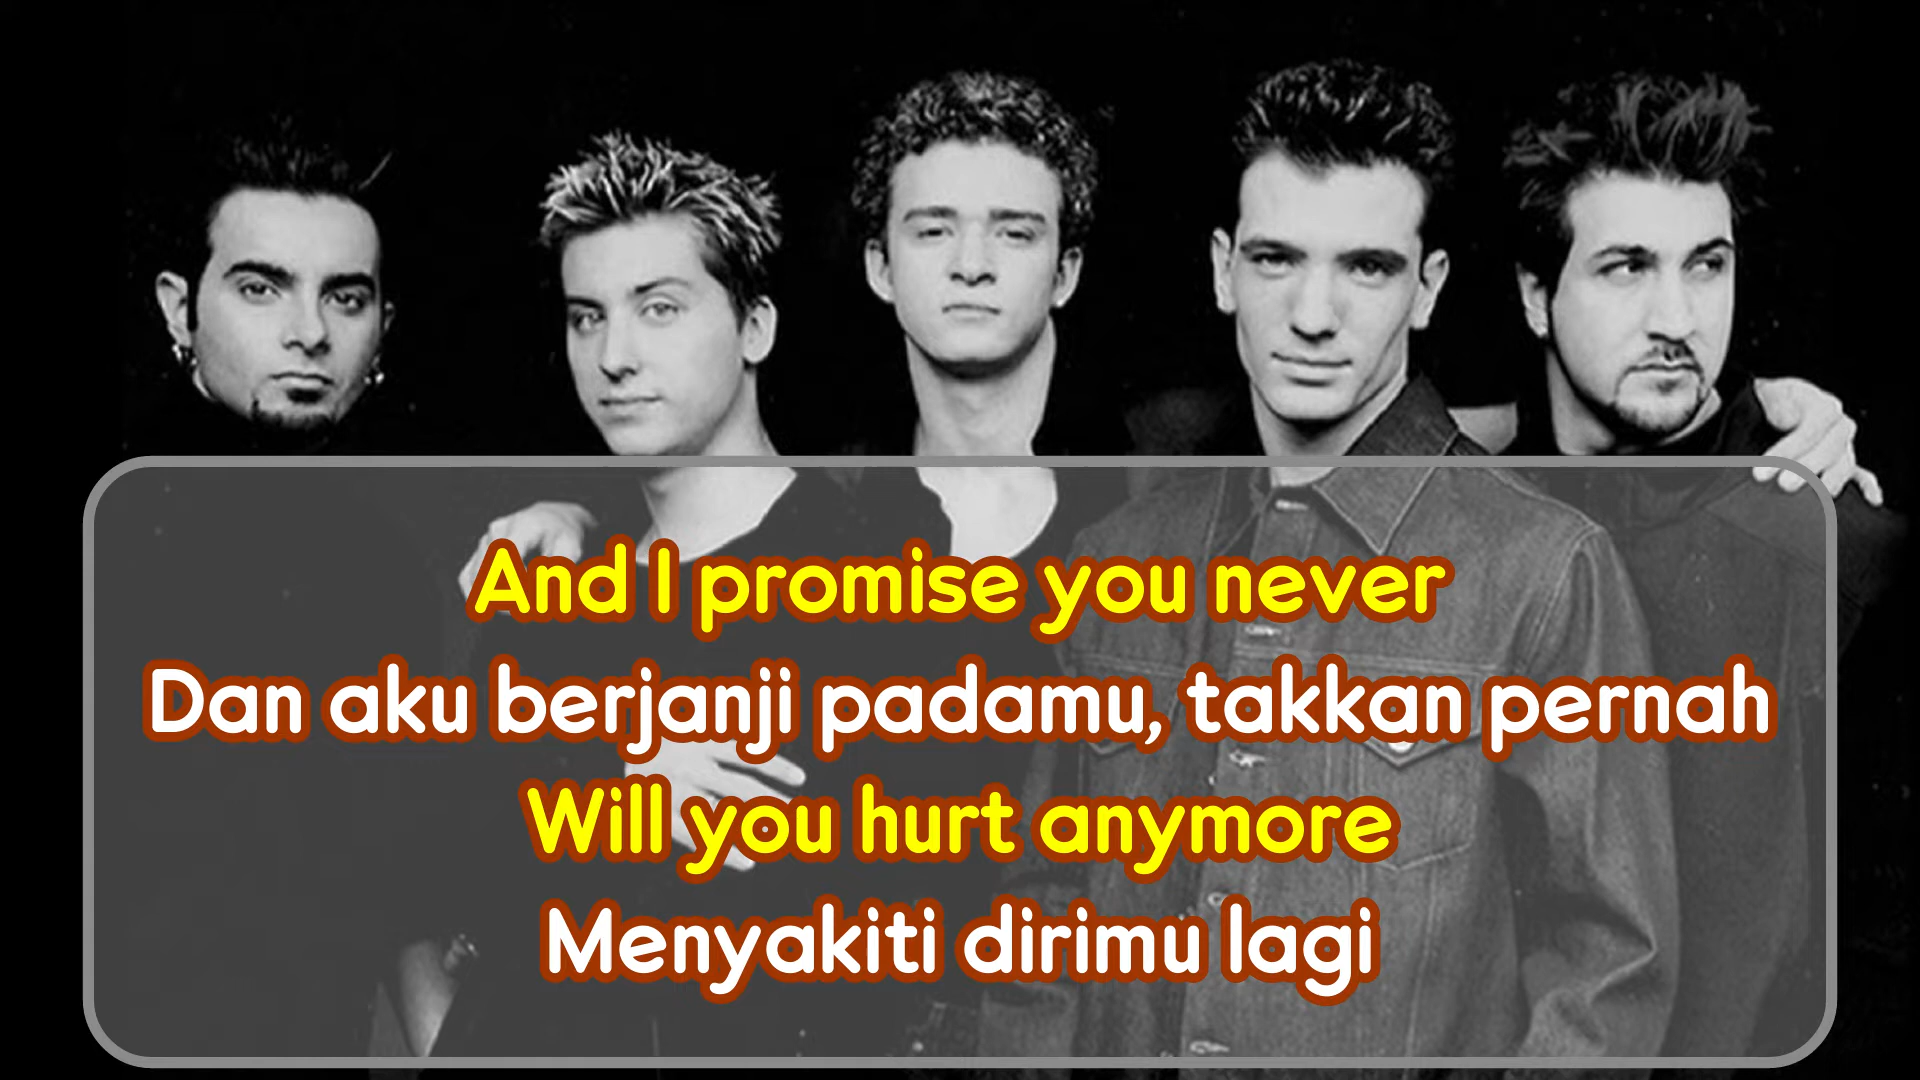 And I promise you never
Dan aku berjanji padamu, takkan pernah
Will you hurt anymore
Menyakiti dirimu lagi